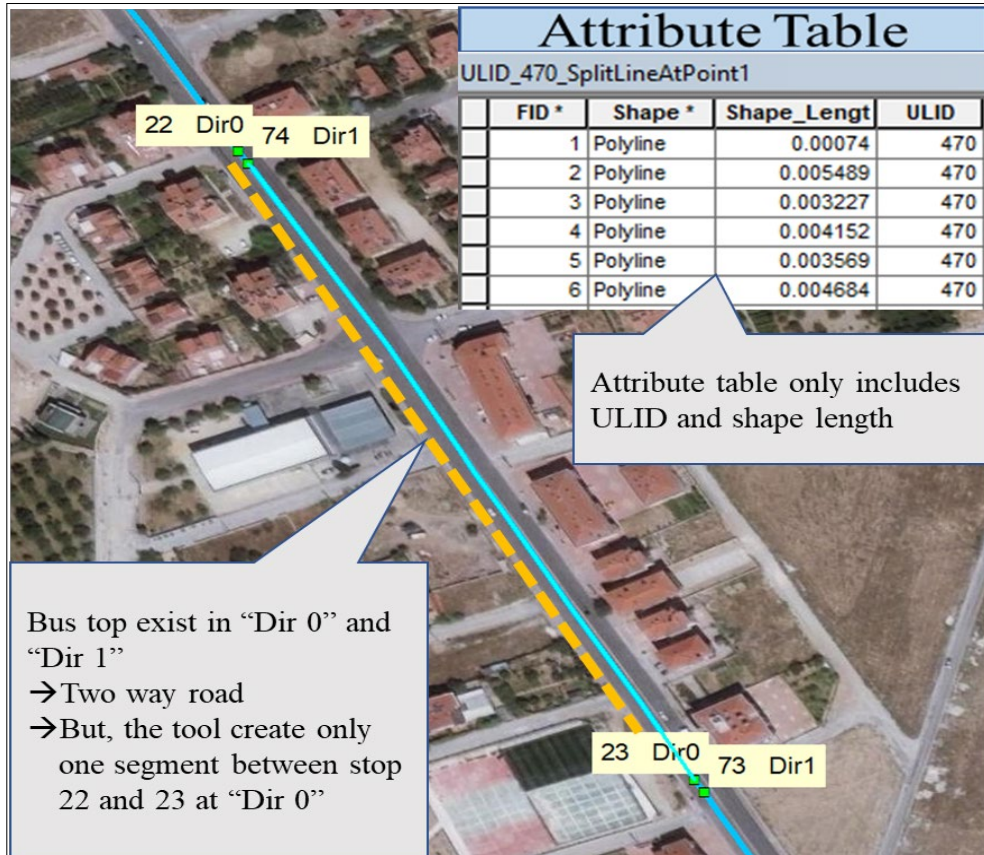 Attribute Table
ULID_470_SplitLineAtPoint1
FID * Shape * Shape_Lengt ULID
1 Polyline 0.00074 470
2 Polyline 0.005489 470
3 Polyline 0.003227 470
4 Polyline 0.004152 470
5 Polyline 0.003569 470
6 Polyline 0.004684 470
22 Dir0
74 Dir1
Attribute table only includes
ULID and shape length
Bus top exist in “Dir 0” and
“Dir 1”
→Two way road
→But, the tool create only
one segment between stop
22 and 23 at “Dir 0”
23 Dir0
73 Dir1